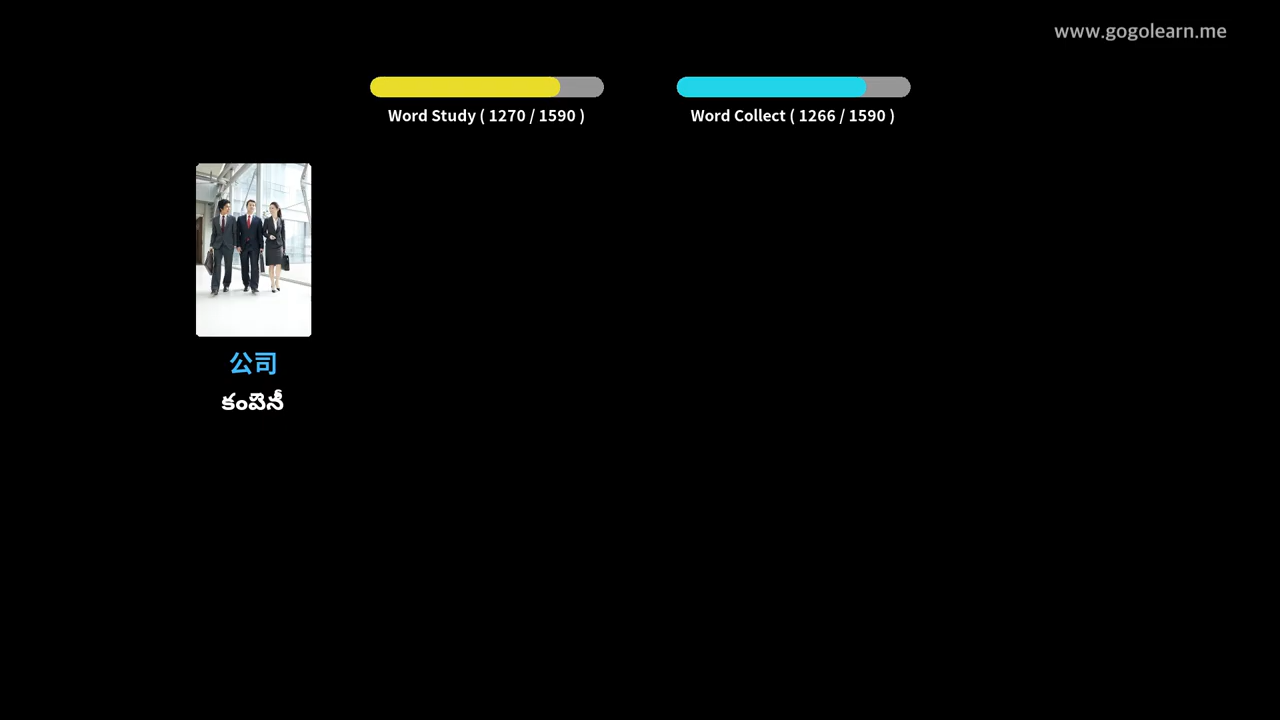 www.gogolearn.me
Word Study ( 1270 / 1590 )
Word Collect ( 1266 / 1590 )
公司
కంపెనీ